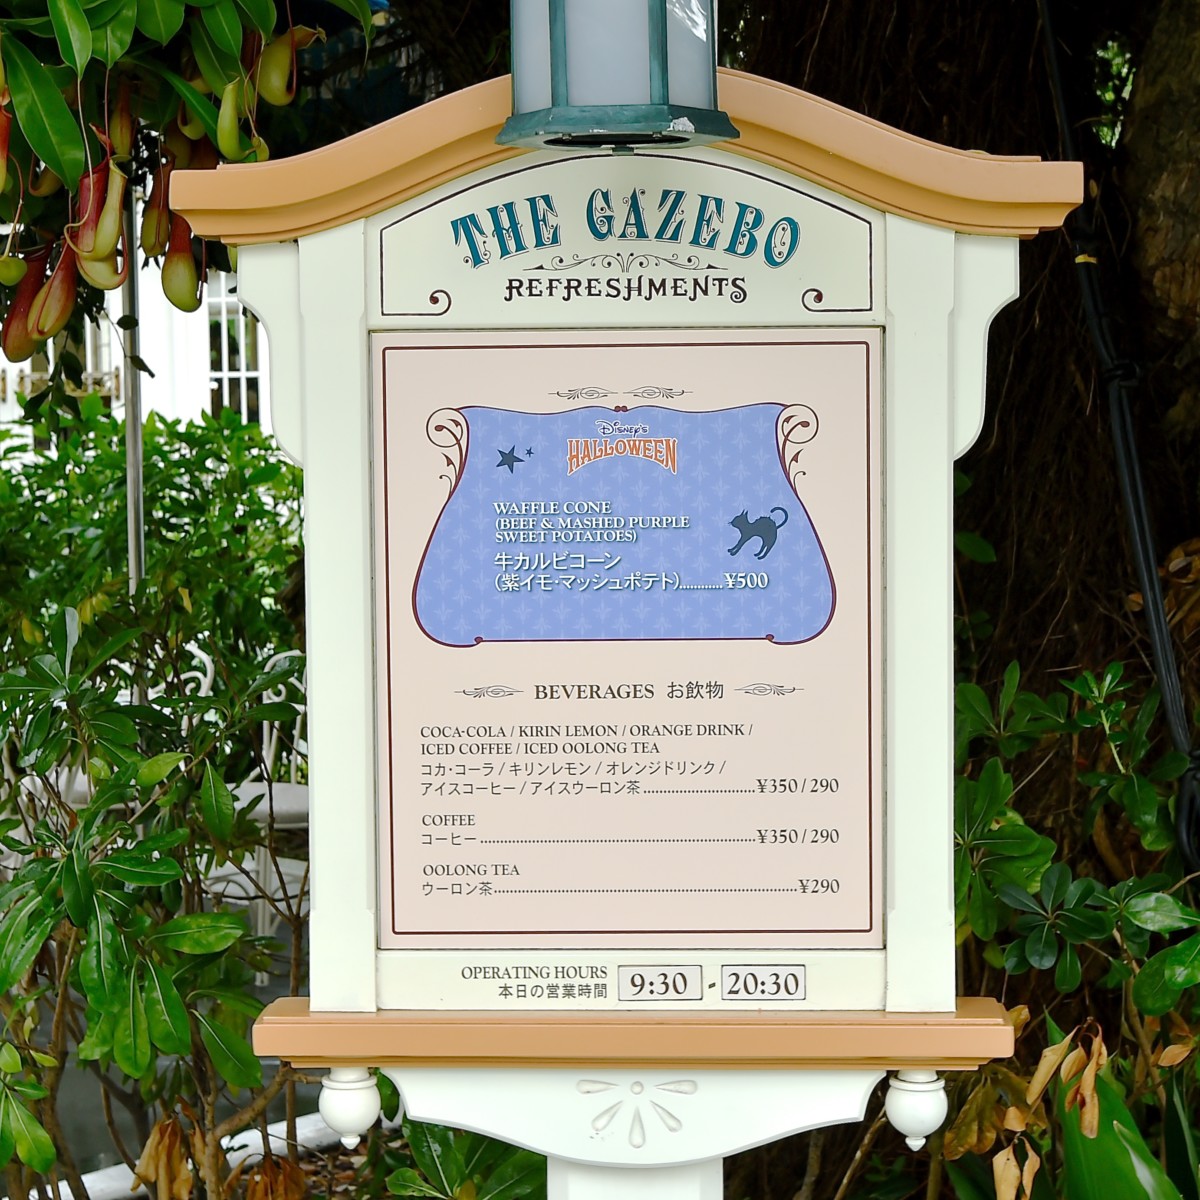 THE GAZEBO
REFRESHMENTS
Disney's
HALLOWEEN
WAFFLE CONE
(BEEF & MASHED PURPLE
SWEET POTATOES)
牛カルビコーン
(紫イモ・マッシュポテト)............¥500
BEVERAGES お飲物
COCA-COLA / KIRIN LEMON / ORANGE DRINK /
ICED COFFEE / ICED OOLONG TEA
コカ・コーラ / キリンレモン / オレンジドリンク /
アイスコーヒー / アイスウーロン茶..............................¥350 / 290
COFFEE
コーヒー..........................................................................¥350 / 290
OOLONG TEA
ウーロン茶.................................................................................¥290
OPERATING HOURS 9:30 - 20:30
本日の営業時間